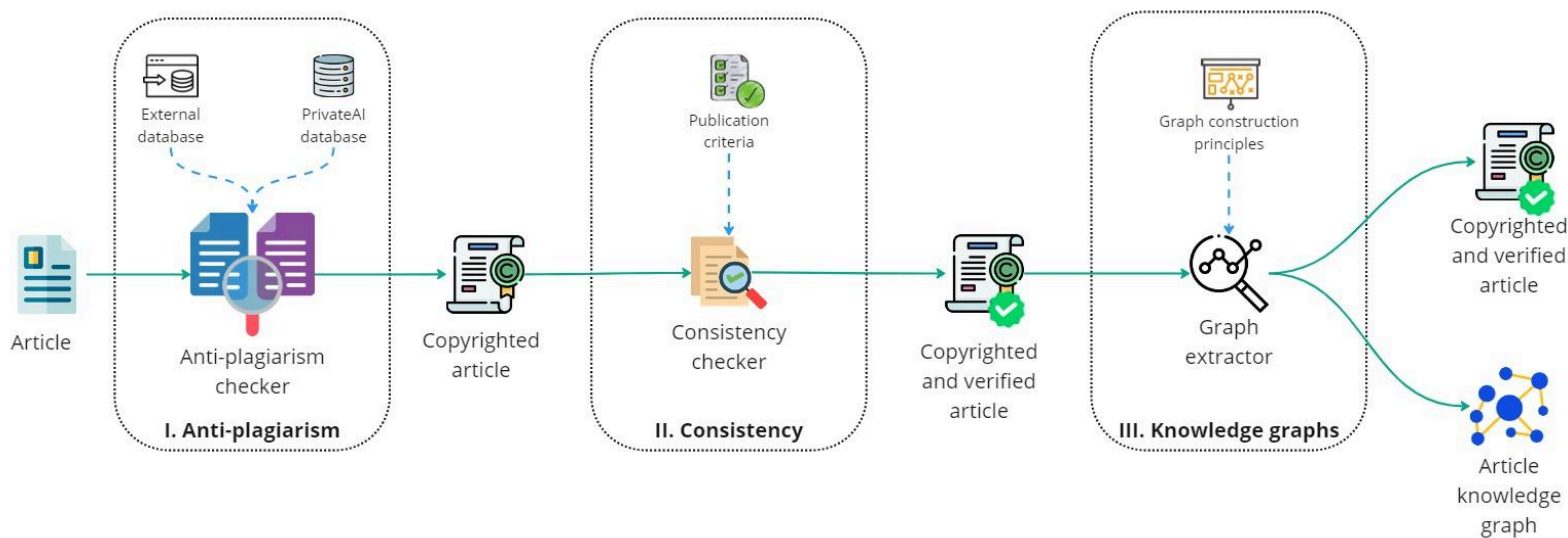 External
database
PrivateAI
database
Article
Anti-plagiarism
checker
I. Anti-plagiarism
Copyrighted
article
Publication
criteria
Consistency
checker
II. Consistency
Copyrighted
and verified
article
Graph construction
principles
Graph
extractor
III. Knowledge graphs
Copyrighted
and verified
article
Article
knowledge
graph